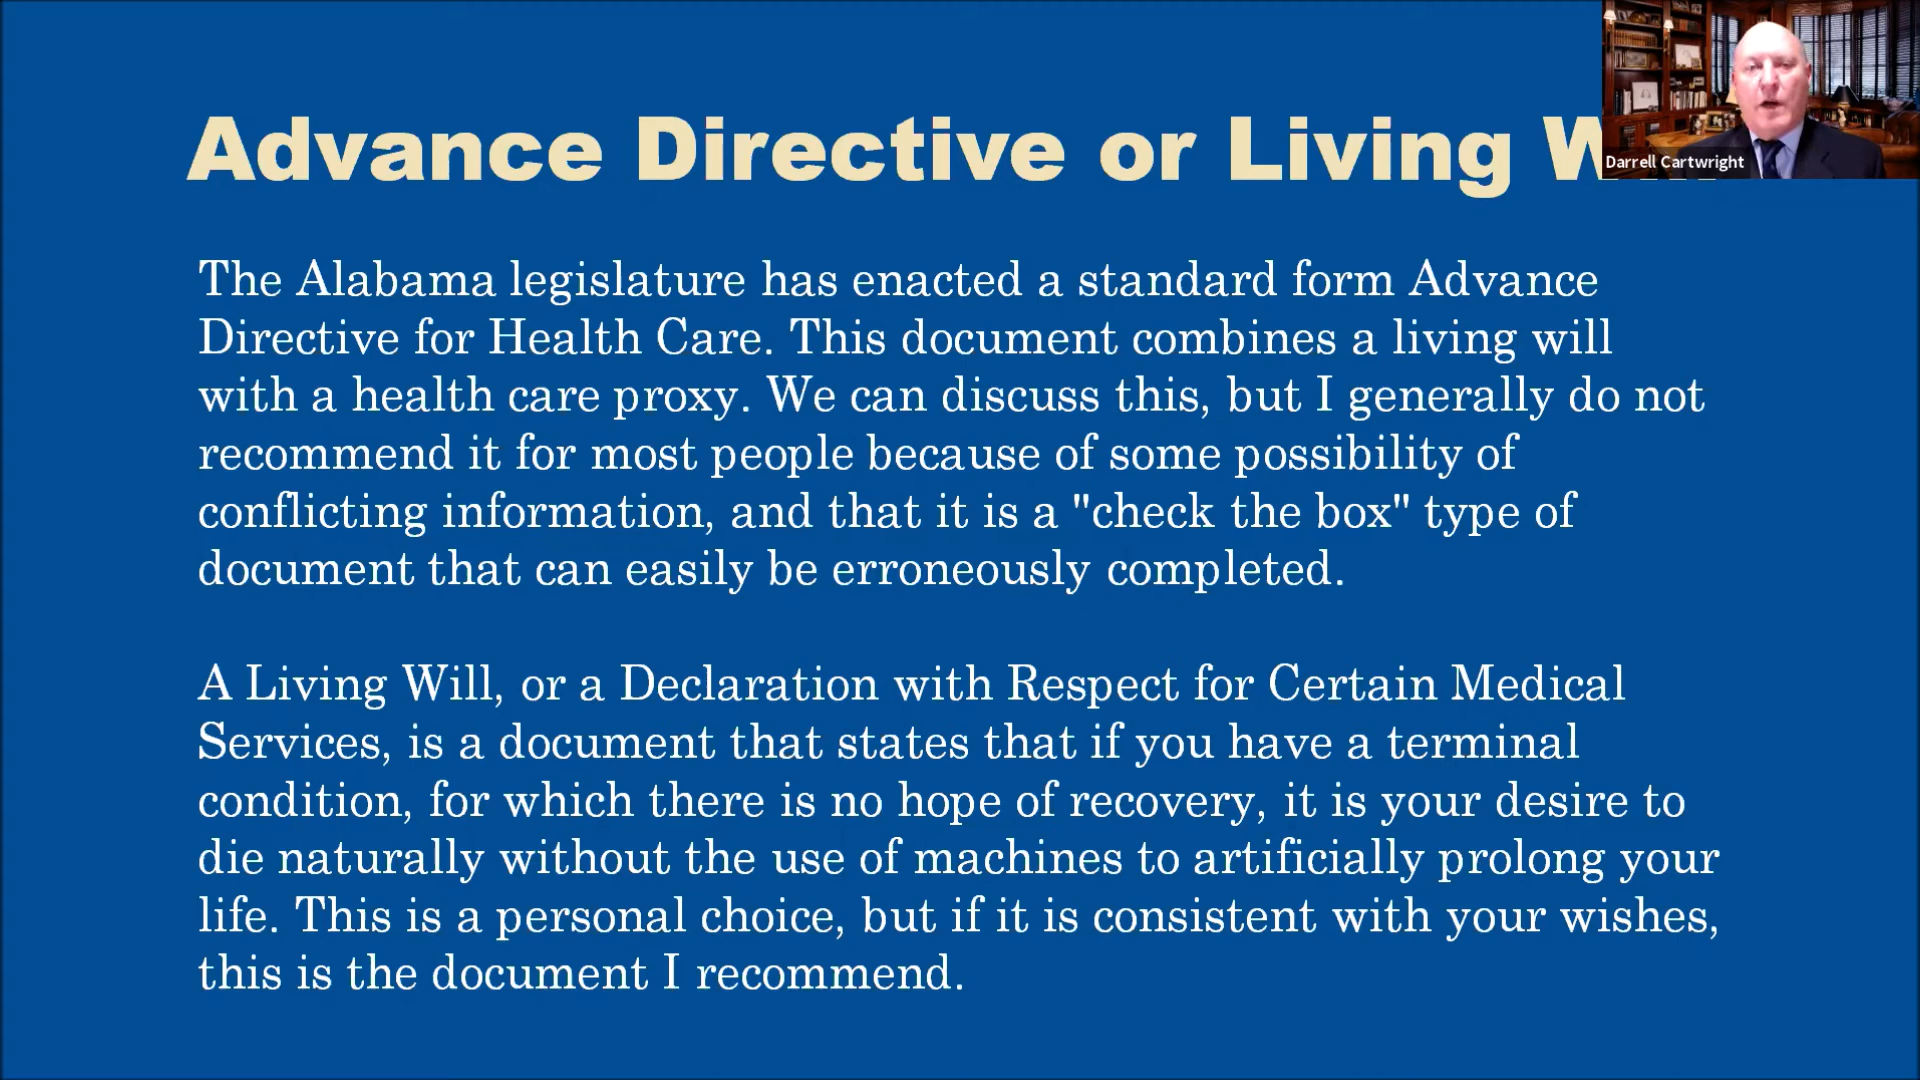 Advance Directive or Living
Darrell Cartwright
The Alabama legislature has enacted a standard form Advance
Directive for Health Care. This document combines a living will
with a health care proxy. We can discuss this, but I generally do not
recommend it for most people because of some possibility of
conflicting information, and that it is a "check the box" type of
document that can easily be erroneously completed.
A Living Will, or a Declaration with Respect for Certain Medical
Services, is a document that states that if you have a terminal
condition, for which there is no hope of recovery, it is your desire to
die naturally without the use of machines to artificially prolong your
life. This is a personal choice, but if it is consistent with your wishes,
this is the document I recommend.